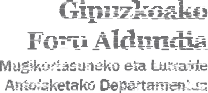 Gipuzkoako
Foru Aldundia
Mugikortasuneko eta Lurralde
Antolaketako Departamentua